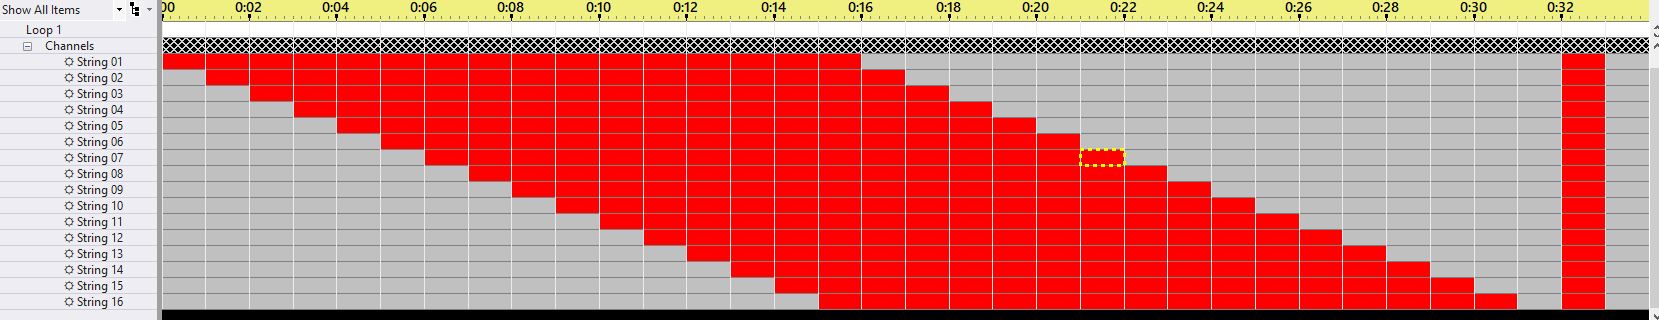 Show All Items
00 0:02 0:04 0:06 0:08 0:10 0:12 0:14 0:16 0:18 0:20 0:22 0:24 0:26 0:28 0:30 0:32
Loop 1
Channels
String 01
String 02
String 03
String 04
String 05
String 06
String 07
String 08
String 09
String 10
String 11
String 12
String 13
String 14
String 15
String 16